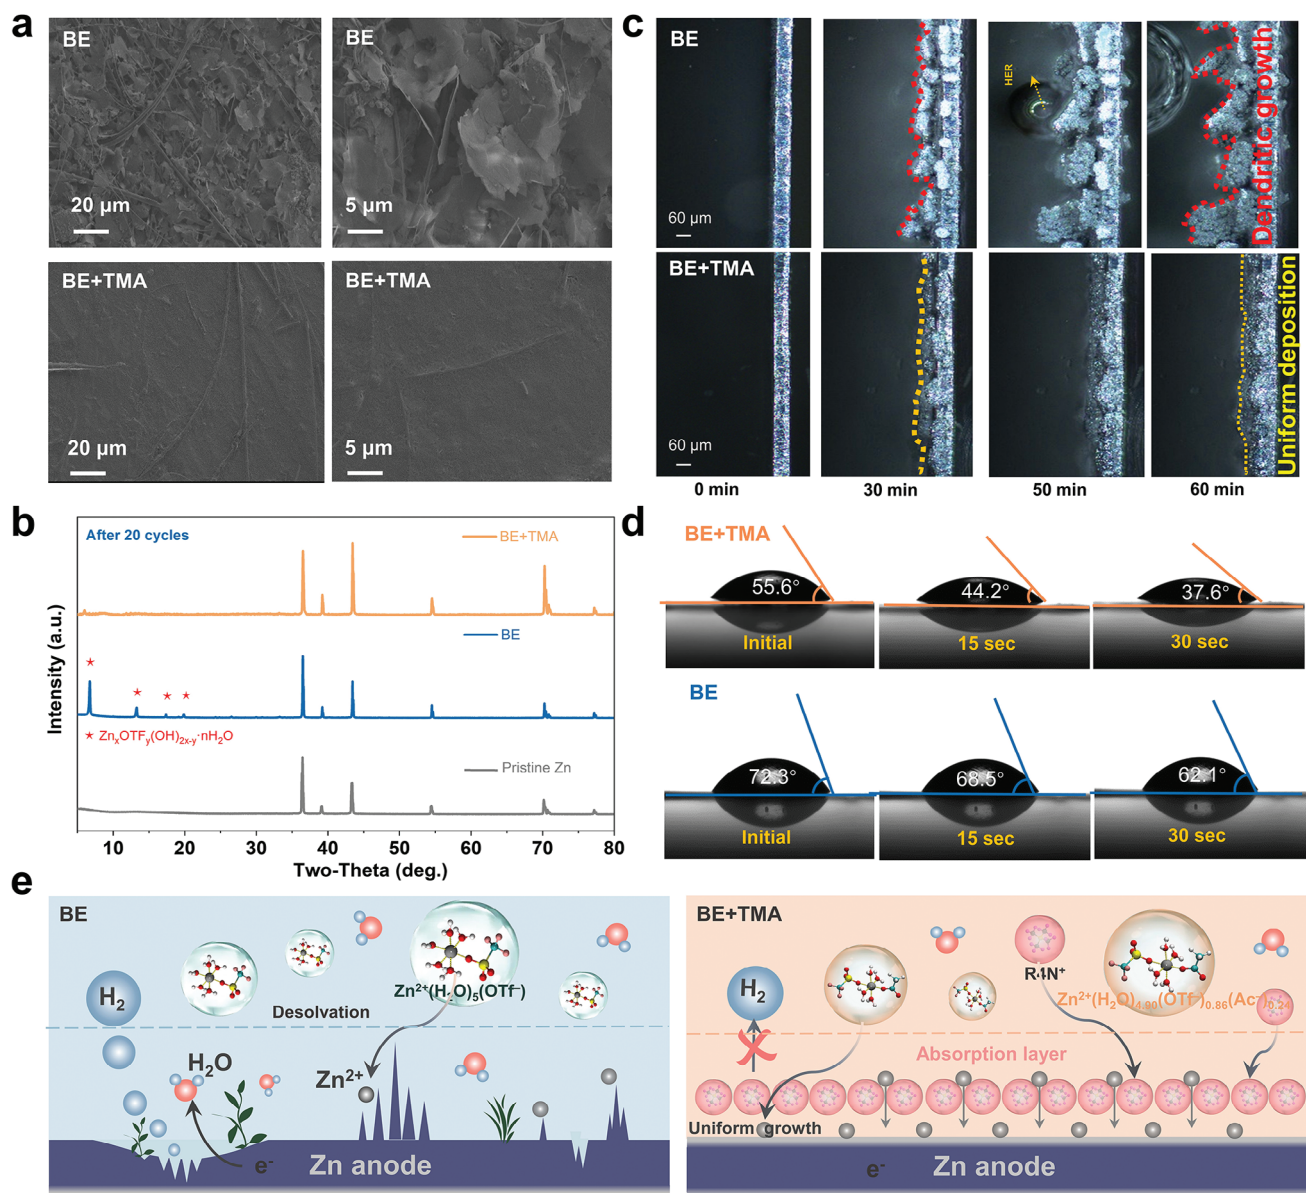 a
BE
20 μm
BE
5 μm
BE+TMA
20 μm
BE+TMA
5 μm
c
BE
60 μm
HER
Dendritic growth
BE+TMA
60 μm
Uniform deposition
0 min
30 min
50 min
60 min
b
After 20 cycles
BE+TMA
BE
★ ★ ★ ★
★ ZnₓOTFᵧ(OH)₂ₓ₋ᵧ·nH₂O
Pristine Zn
Intensity (a.u.)
10 20 30 40 50 60 70 80
Two-Theta (deg.)
d
BE+TMA
55.6°
Initial
44.2°
15 sec
37.6°
30 sec
BE
72.3°
Initial
68.5°
15 sec
62.1°
30 sec
e
BE
Zn²⁺(H₂O)₅(OTf⁻)
H₂
Desolvation
H₂O
Zn²⁺
e⁻
Zn anode
BE+TMA
R4N⁺
H₂
Zn²⁺(H₂O)₄.₉₀(OTf⁻)₀.₈₆(Ac⁻)₀.₂₄
Absorption layer
Uniform growth
e⁻
Zn anode